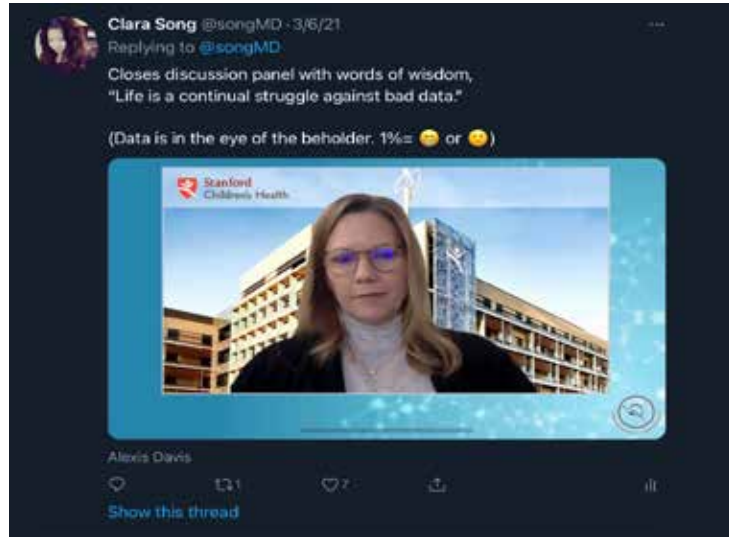 Clara Song @songMD · 3/6/21
Replying to @songMD
Closes discussion panel with words of wisdom,
"Life is a continual struggle against bad data."
(Data is in the eye of the beholder. 1%= 😁 or 🙁)
Stanford
Children's Health
Alexis Davis
1
7
Show this thread